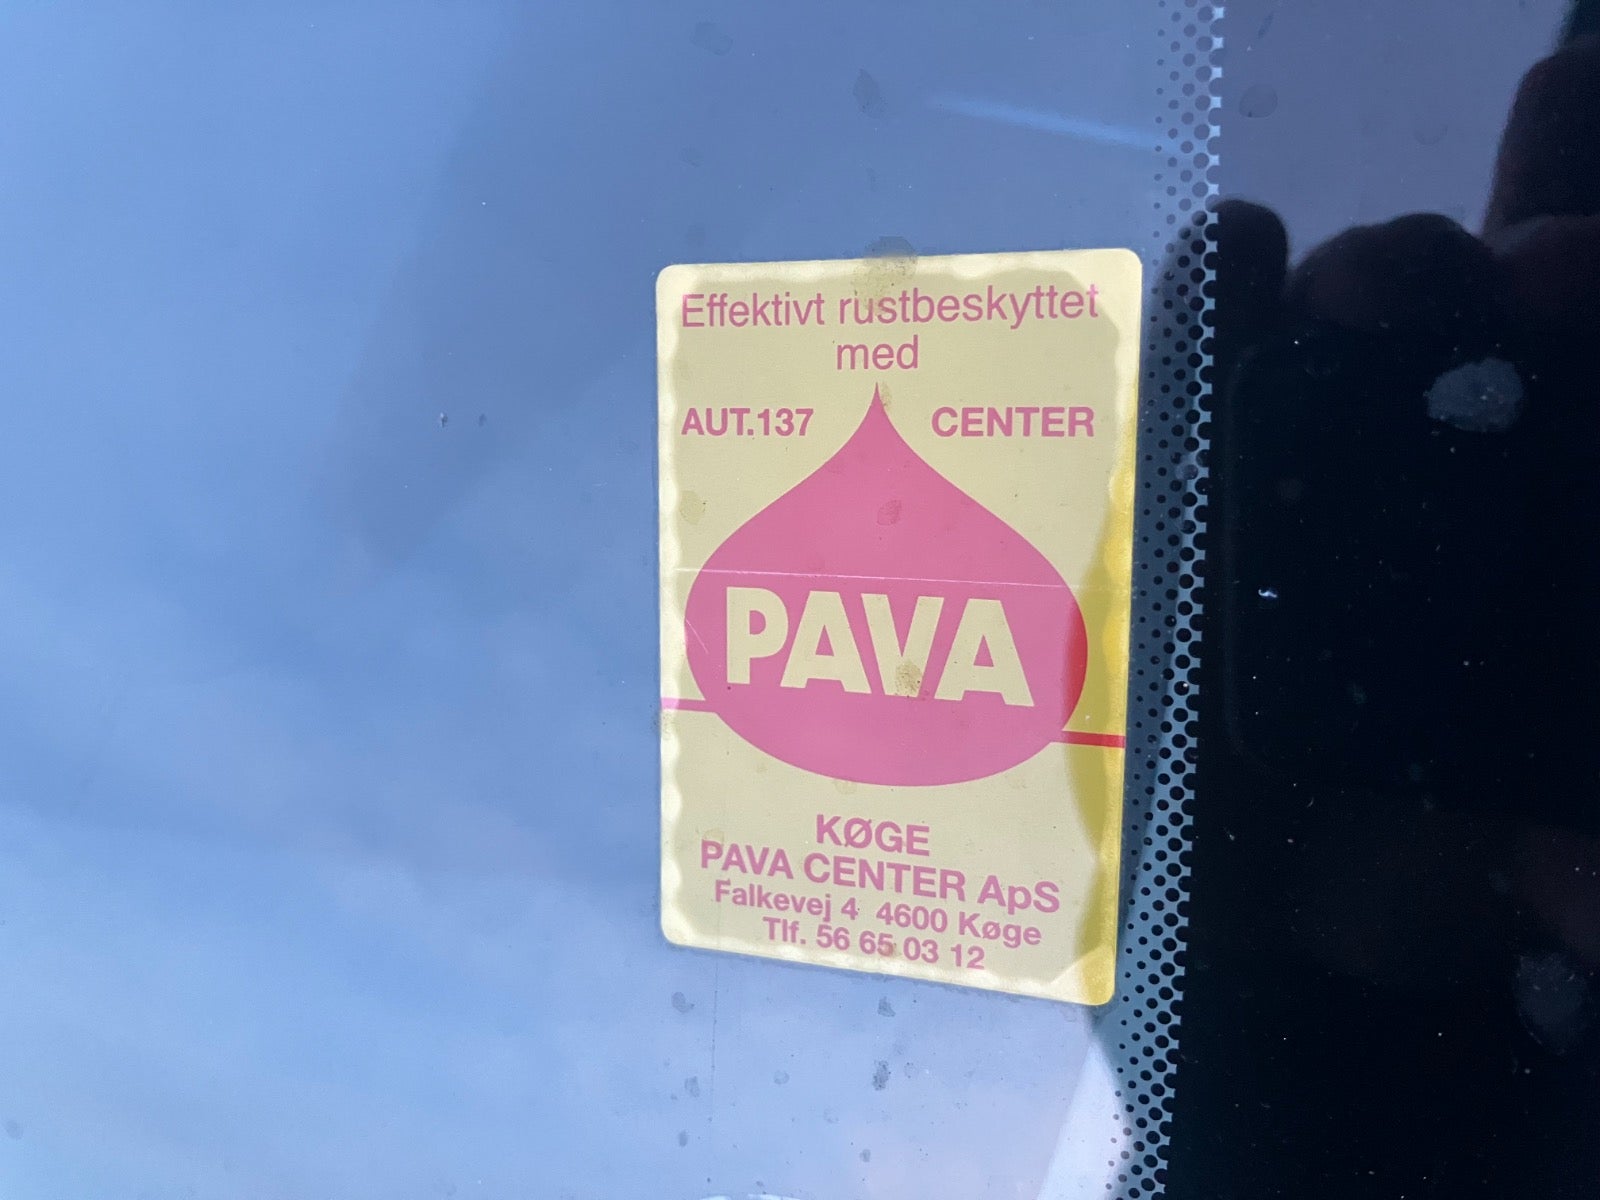 Effektivt rustbeskyttet
med
AUT.137 CENTER
PAVA
KØGE
PAVA CENTER ApS
Falkevej 4 4600 Køge
Tlf. 56 65 03 12